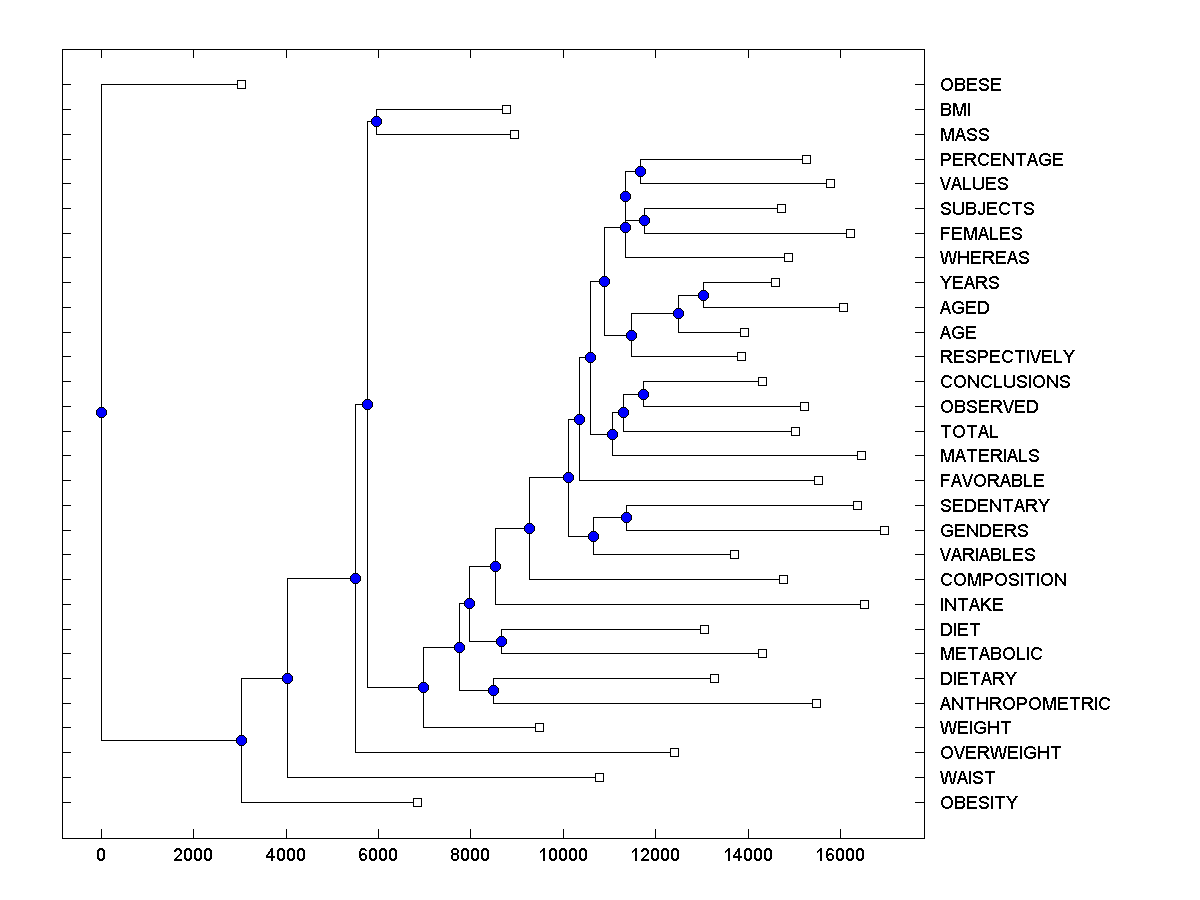 OBESE
BMI
MASS
PERCENTAGE
VALUES
SUBJECTS
FEMALES
WHEREAS
YEARS
AGED
AGE
RESPECTIVELY
CONCLUSIONS
OBSERVED
TOTAL
MATERIALS
FAVORABLE
SEDENTARY
GENDERS
VARIABLES
COMPOSITION
INTAKE
DIET
METABOLIC
DIETARY
ANTHROPOMETRIC
WEIGHT
OVERWEIGHT
WAIST
OBESITY
0 2000 4000 6000 8000 10000 12000 14000 16000